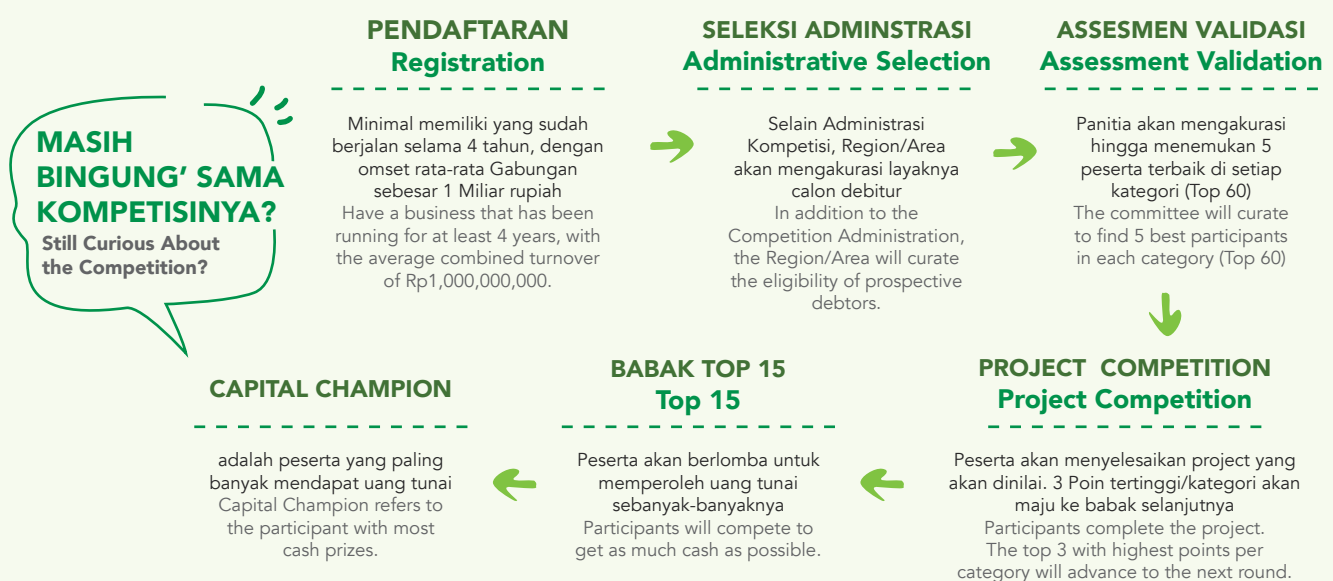 MASIH
BINGUNG’ SAMA
KOMPETISINYA?
Still Curious About
the Competition?
PENDAFTARAN
Registration
Minimal memiliki yang sudah
berjalan selama 4 tahun, dengan
omset rata-rata Gabungan
sebesar 1 Miliar rupiah
Have a business that has been
running for at least 4 years, with
the average combined turnover
of Rp1,000,000,000.
SELEKSI ADMINSTRASI
Administrative Selection
Selain Administrasi
Kompetisi, Region/Area
akan mengakurasi layaknya
calon debitur
In addition to the
Competition Administration,
the Region/Area will curate
the eligibility of prospective
debtors.
ASSESMEN VALIDASI
Assessment Validation
Panitia akan mengakurasi
hingga menemukan 5
peserta terbaik di setiap
kategori (Top 60)
The committee will curate
to find 5 best participants
in each category (Top 60)
PROJECT COMPETITION
Project Competition
Peserta akan menyelesaikan project yang
akan dinilai. 3 Poin tertinggi/kategori akan
maju ke babak selanjutnya
Participants complete the project.
The top 3 with highest points per
category will advance to the next round.
BABAK TOP 15
Top 15
Peserta akan berlomba untuk
memperoleh uang tunai
sebanyak-banyaknya
Participants will compete to
get as much cash as possible.
CAPITAL CHAMPION
adalah peserta yang paling
banyak mendapat uang tunai
Capital Champion refers to
the participant with most
cash prizes.